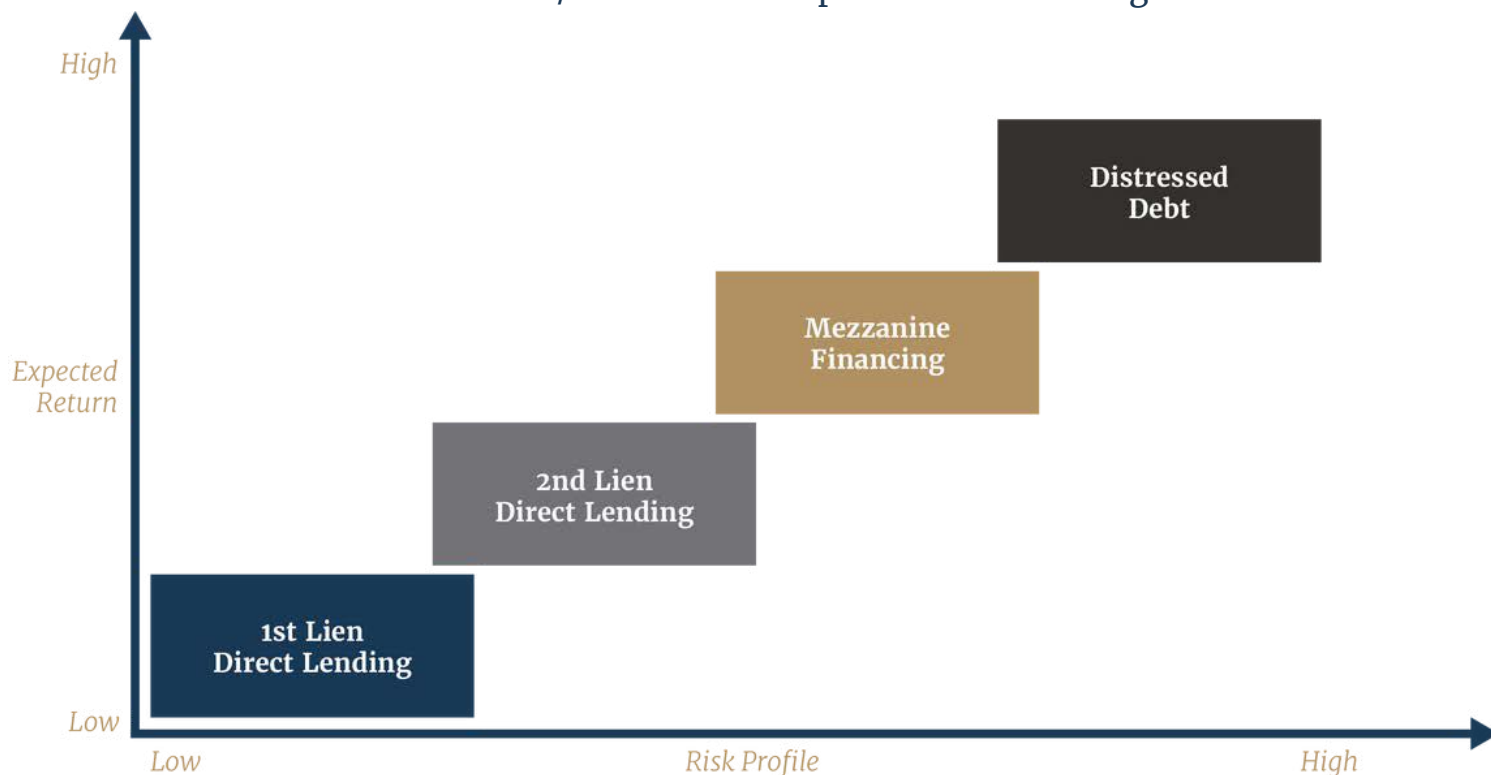 High
Distressed
Debt
Mezzanine
Financing
Expected
Return
2nd Lien
Direct Lending
1st Lien
Direct Lending
Low
Low Risk Profile High